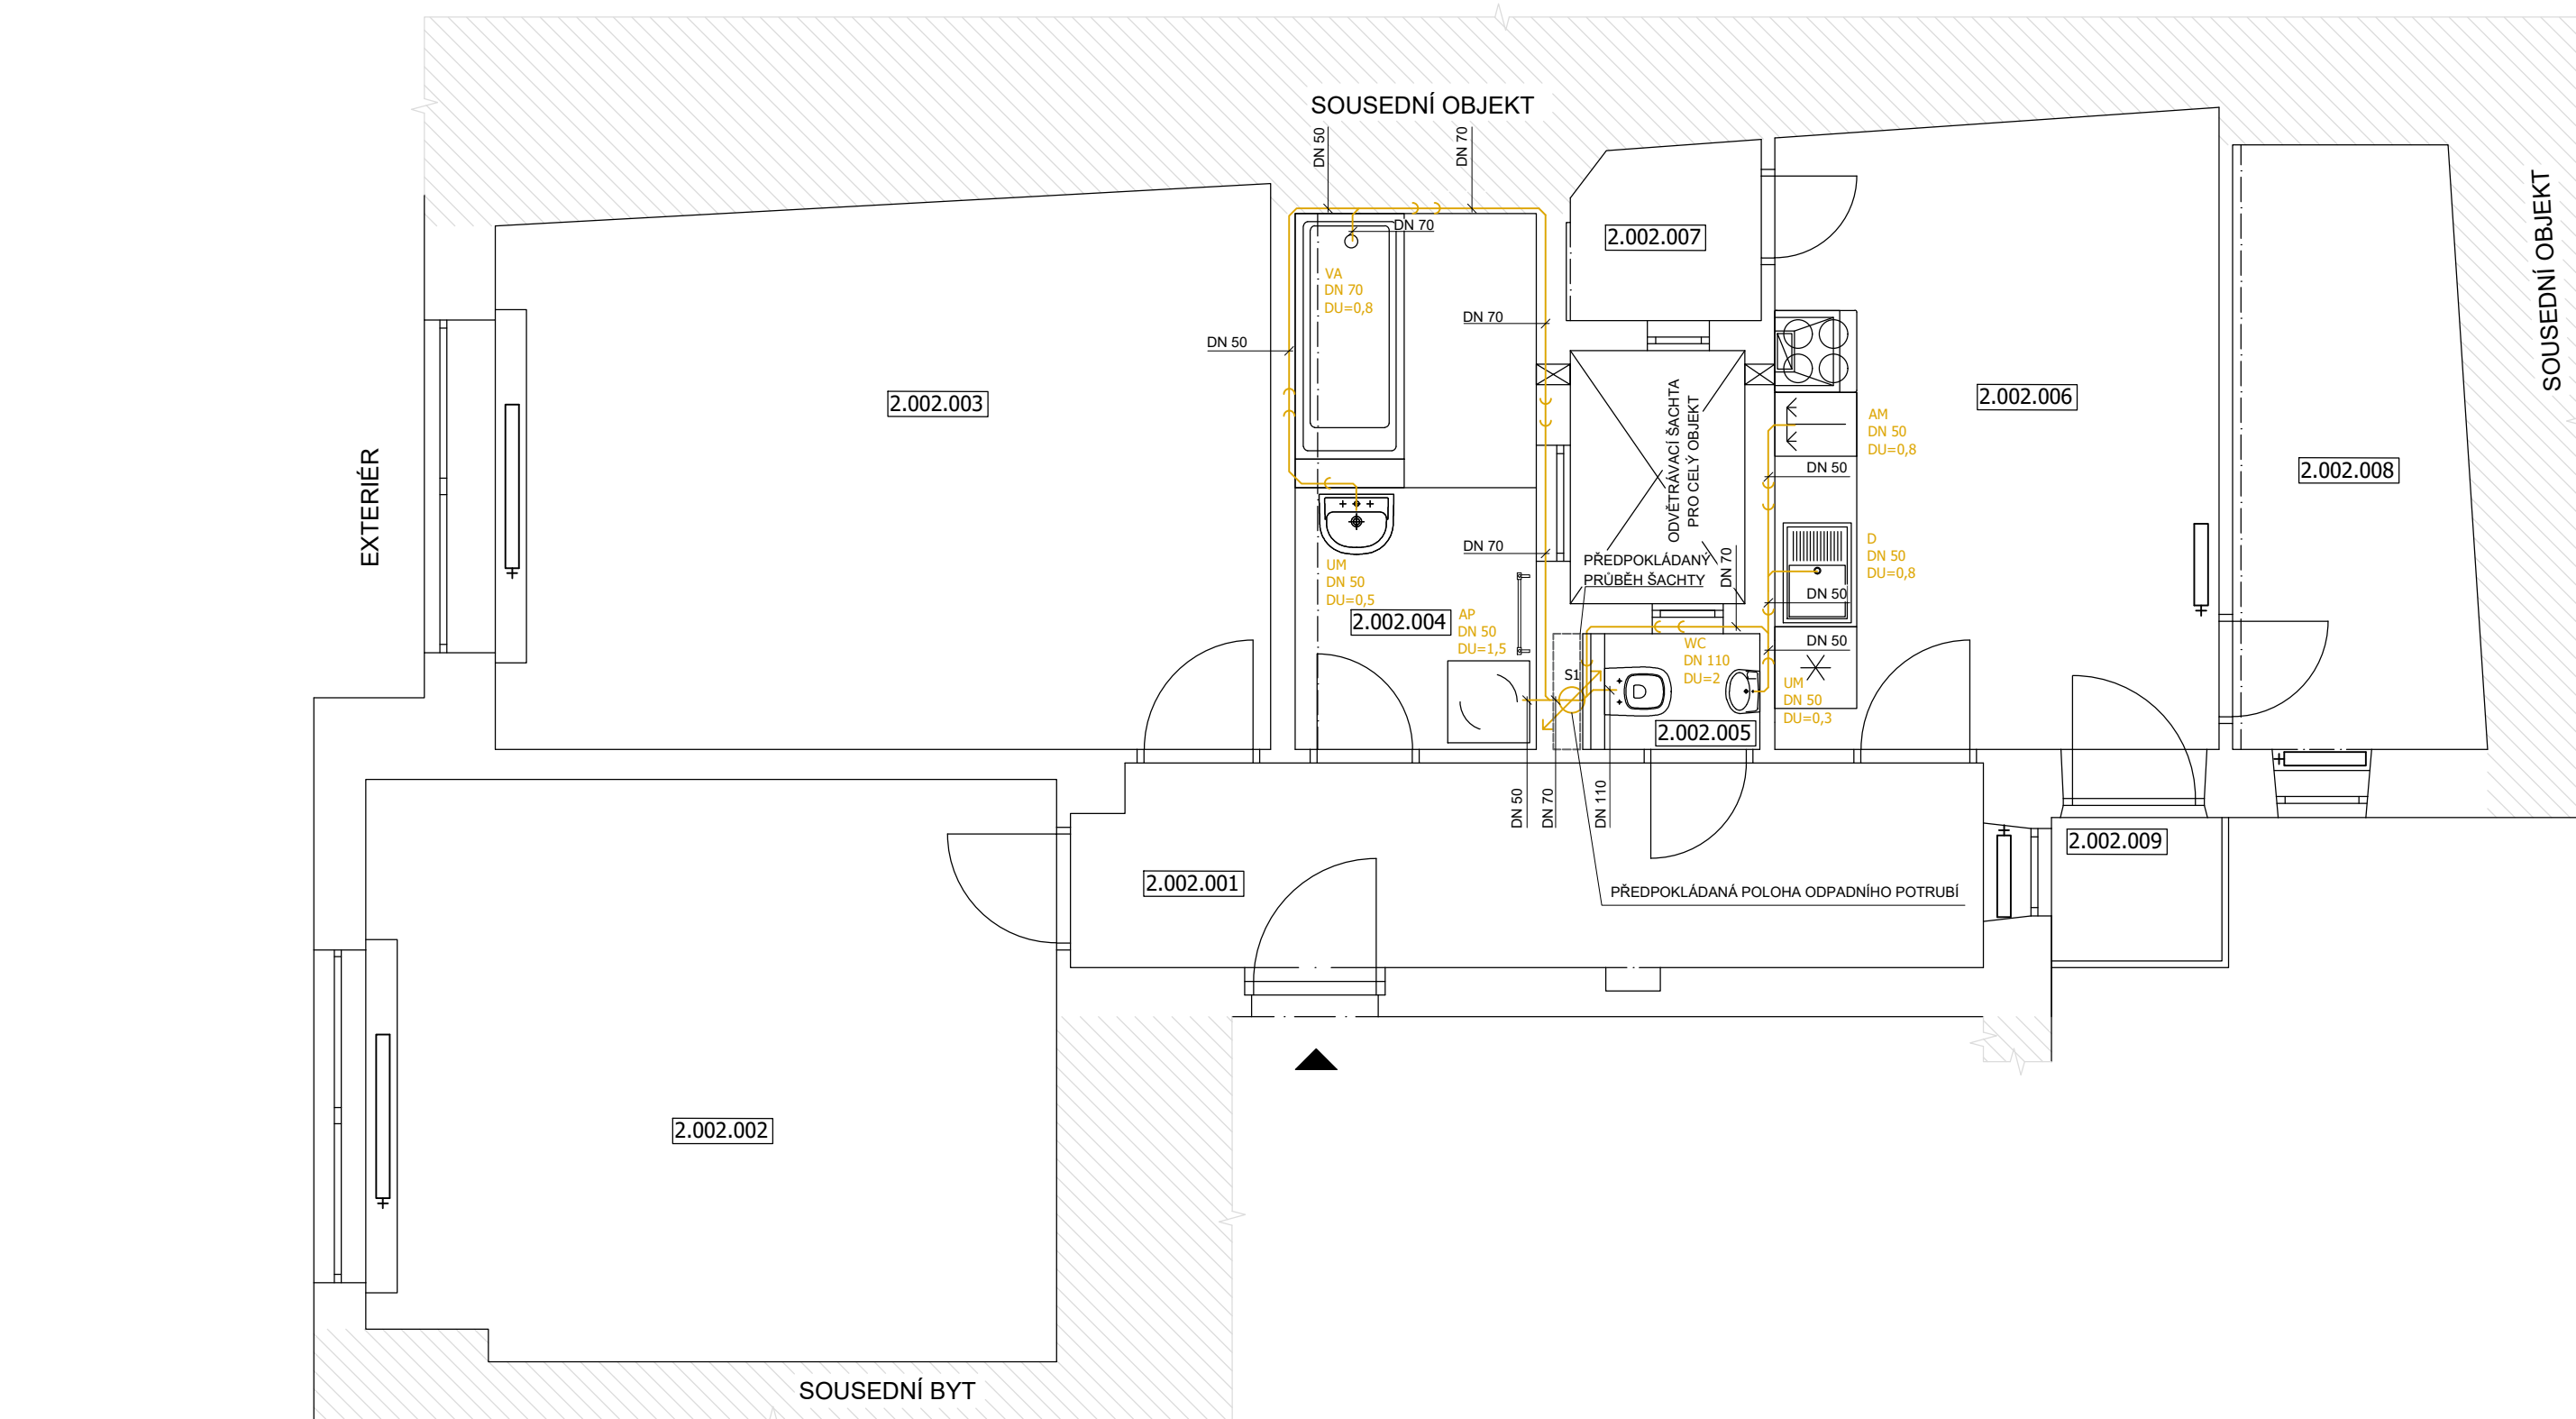 SOUSEDNÍ OBJEKT
DN 50
DN 70
DN 70
2.002.007
SOUSEDNÍ OBJEKT
VA
DN 70
DU=0,8
DN 70
DN 50
2.002.003
2.002.006
EXTERIÉR
ODVĚTRÁVACÍ ŠACHTA
PRO CELÝ OBJEKT
AM
DN 50
DU=0,8
DN 50
2.002.008
DN 70
D
DN 50
DU=0,8
PŘEDPOKLÁDANÝ
PRŮBĚH ŠACHTY
DN 70
UM
DN 50
DU=0,5
DN 50
2.002.004
AP
DN 50
DU=1,5
WC
DN 110
DU=2
DN 50
S1
UM
DN 50
DU=0,3
2.002.005
DN 50
DN 70
DN 110
2.002.009
2.002.001
PŘEDPOKLÁDANÁ POLOHA ODPADNÍHO POTRUBÍ
2.002.002
SOUSEDNÍ BYT